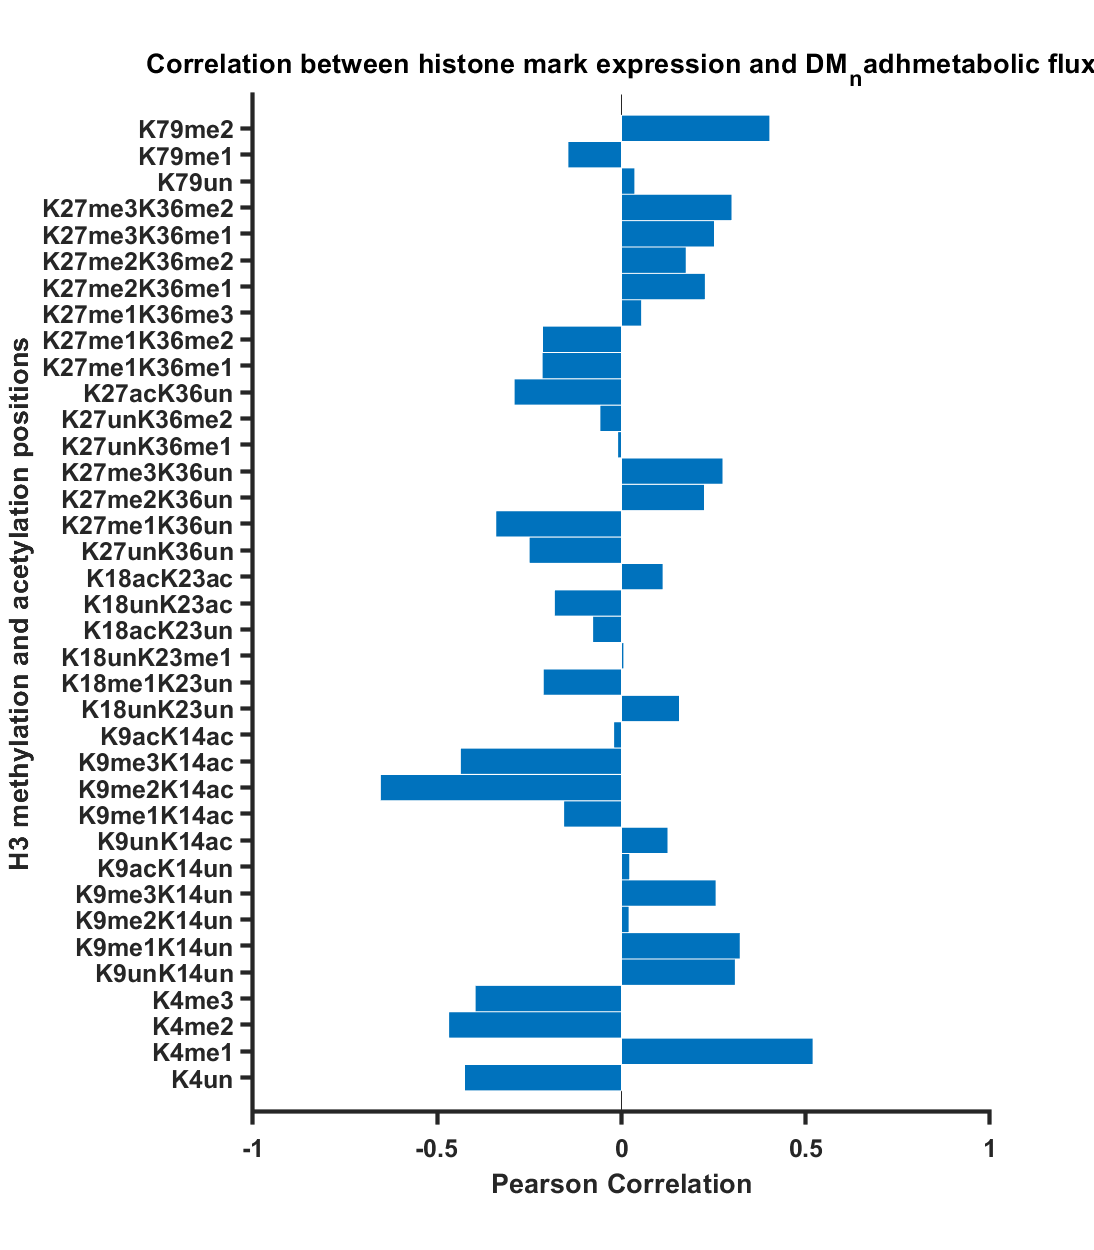 Correlation between histone mark expression and DMnadhmetabolic flux
K79me2
K79me1
K79un
K27me3K36me2
K27me3K36me1
K27me2K36me2
K27me2K36me1
K27me1K36me3
K27me1K36me2
K27me1K36me1
K27acK36un
K27unK36me2
K27unK36me1
K27me3K36un
K27me2K36un
K27me1K36un
K27unK36un
K18acK23ac
K18unK23ac
K18acK23un
K18unK23me1
K18me1K23un
K18unK23un
K9acK14ac
K9me3K14ac
K9me2K14ac
K9me1K14ac
K9unK14ac
K9acK14un
K9me3K14un
K9me2K14un
K9me1K14un
K9unK14un
K4me3
K4me2
K4me1
K4un
H3 methylation and acetylation positions
-1 -0.5 0 0.5 1
Pearson Correlation